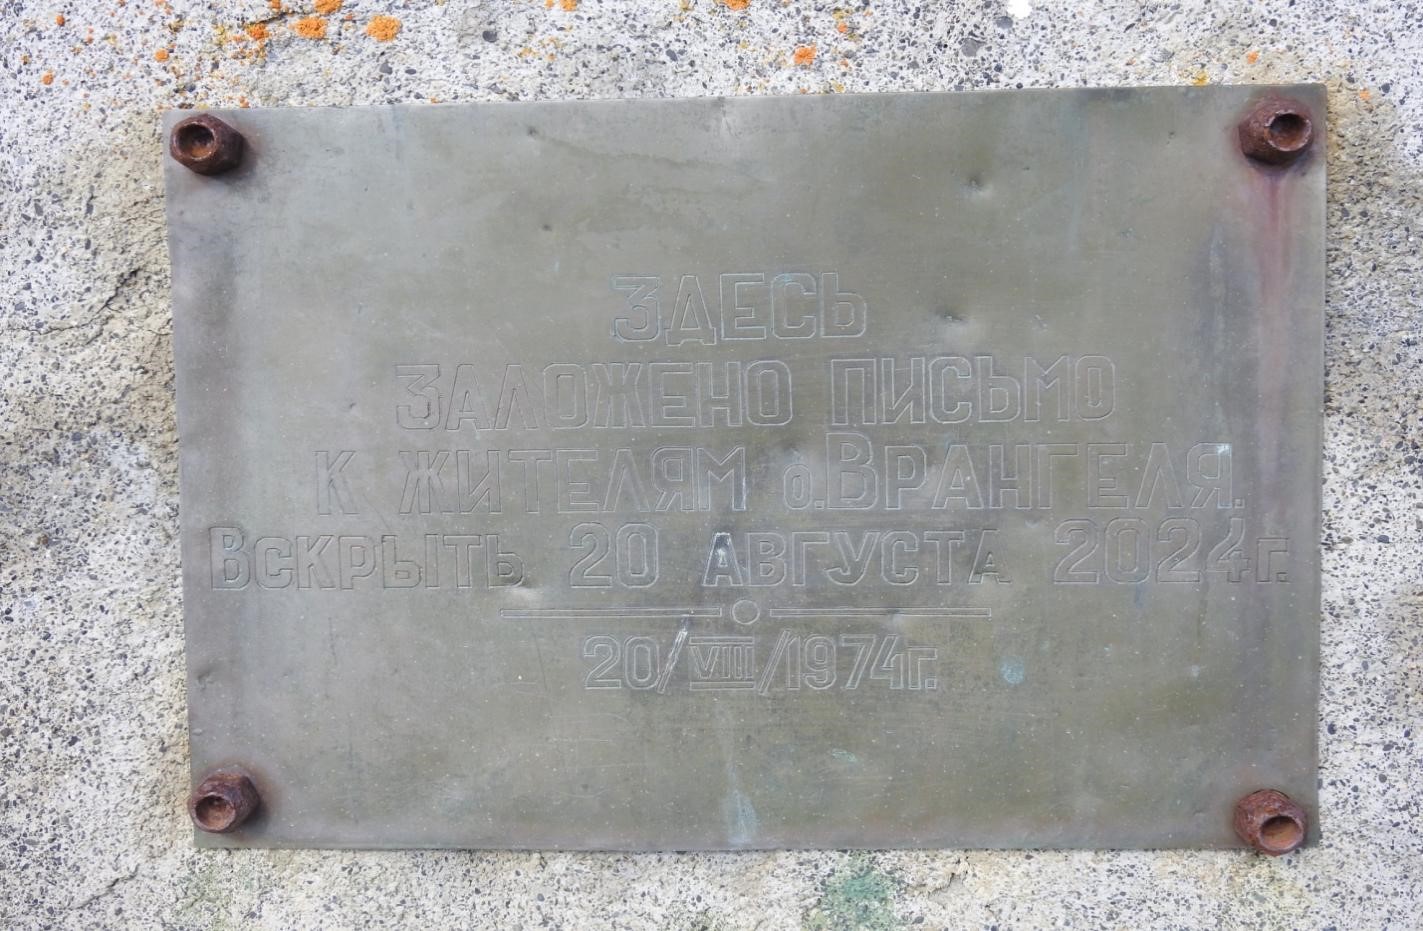 ЗДЕСЬ
ЗАЛОЖЕНО ПИСЬМО
К ЖИТЕЛЯМ о.ВРАНГЕЛЯ.
ВСКРЫТЬ 20 АВГУСТА 2024г.
20/VIII/1974г.